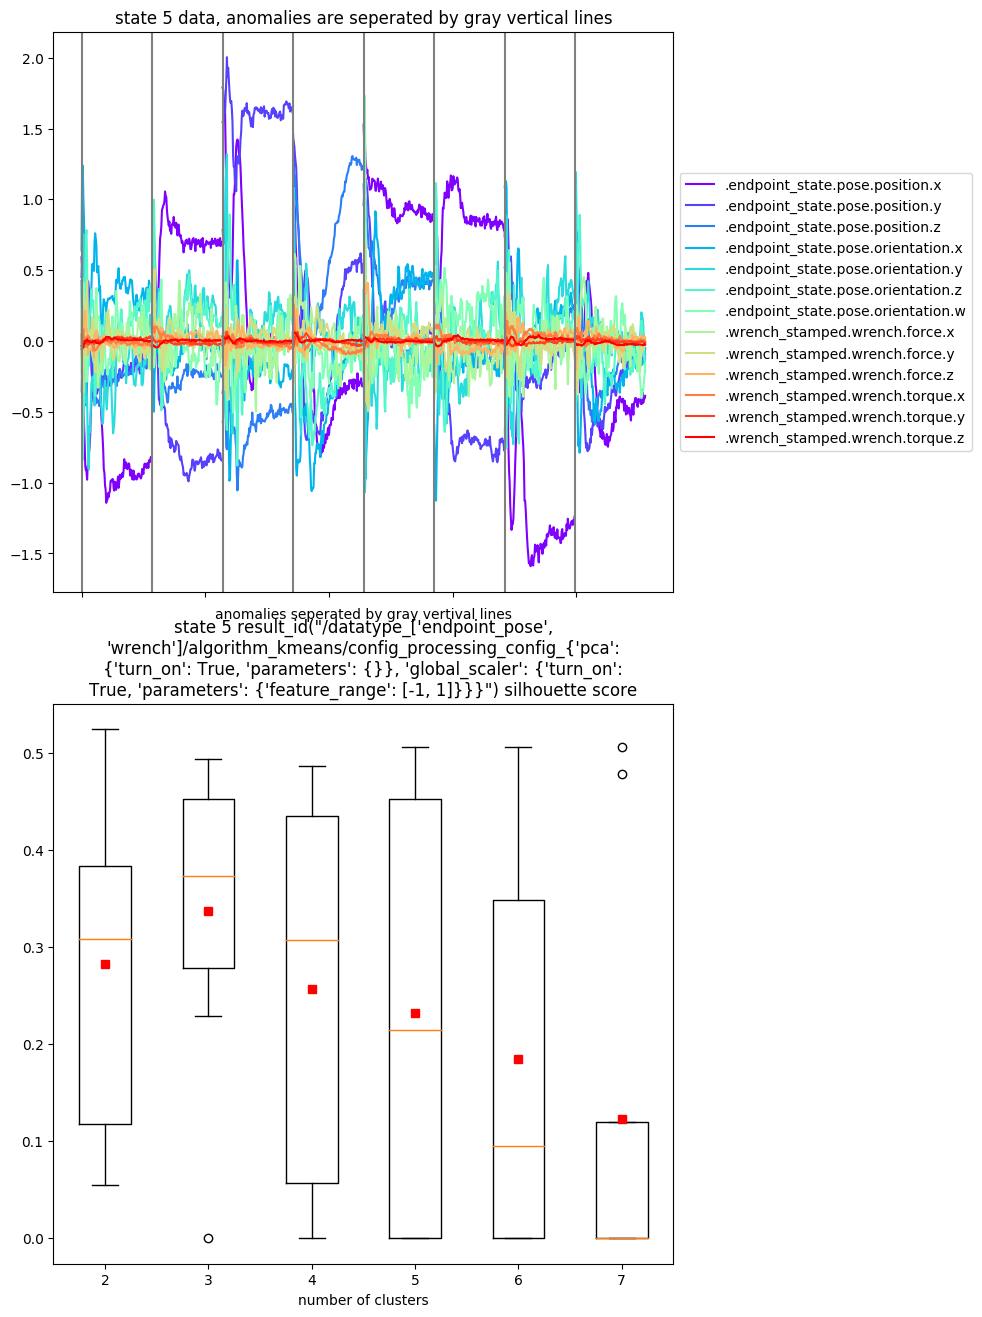 state 5 data, anomalies are seperated by gray vertical lines
2.0
1.5
1.0
0.5
0.0
−0.5
−1.0
−1.5
.endpoint_state.pose.position.x
.endpoint_state.pose.position.y
.endpoint_state.pose.position.z
.endpoint_state.pose.orientation.x
.endpoint_state.pose.orientation.y
.endpoint_state.pose.orientation.z
.endpoint_state.pose.orientation.w
.wrench_stamped.wrench.force.x
.wrench_stamped.wrench.force.y
.wrench_stamped.wrench.force.z
.wrench_stamped.wrench.torque.x
.wrench_stamped.wrench.torque.y
.wrench_stamped.wrench.torque.z
anomalies seperated by gray vertival lines
state 5 result_id("/datatype_['endpoint_pose',
'wrench']/algorithm_kmeans/config_processing_config_{'pca':
{'turn_on': True, 'parameters': {}}, 'global_scaler': {'turn_on':
True, 'parameters': {'feature_range': [-1, 1]}}}") silhouette score
0.5
0.4
0.3
0.2
0.1
0.0
2 3 4 5 6 7
number of clusters